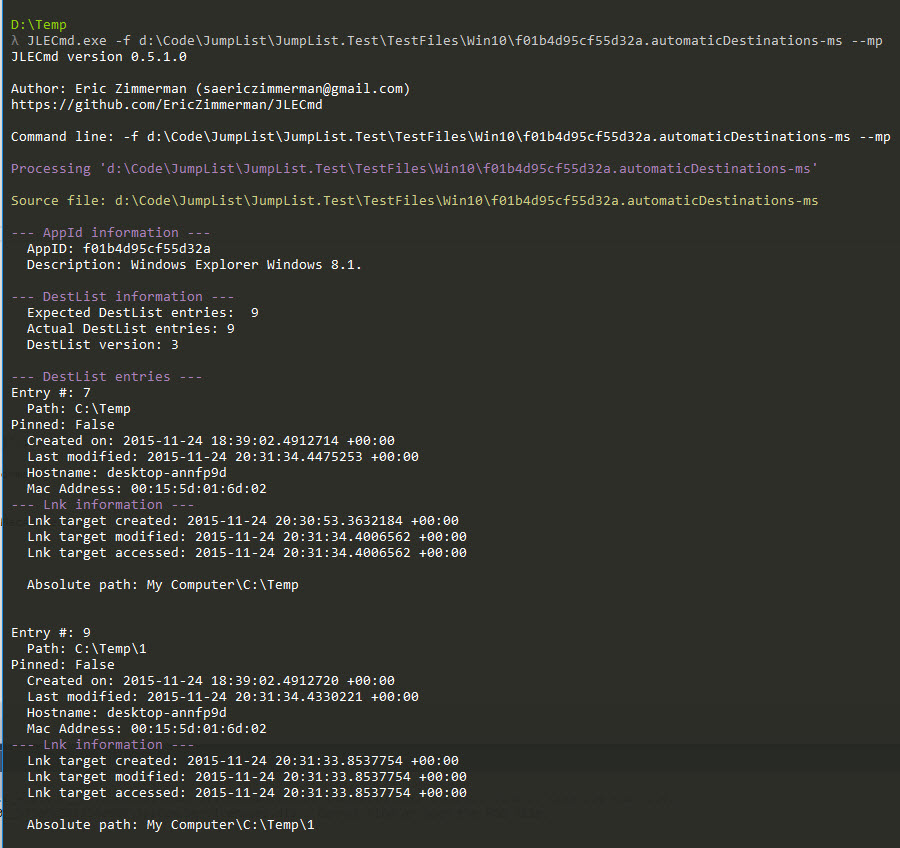 D:\Temp
λ JLECmd.exe -f d:\Code\JumpList\JumpList.Test\TestFiles\Win10\f01b4d95cf55d32a.automaticDestinations-ms --mp
JLECmd version 0.5.1.0
Author: Eric Zimmerman (saericzimmerman@gmail.com)
https://github.com/EricZimmerman/JLECmd
Command line: -f d:\Code\JumpList\JumpList.Test\TestFiles\Win10\f01b4d95cf55d32a.automaticDestinations-ms --mp
Processing 'd:\Code\JumpList\JumpList.Test\TestFiles\Win10\f01b4d95cf55d32a.automaticDestinations-ms'
Source file: d:\Code\JumpList\JumpList.Test\TestFiles\Win10\f01b4d95cf55d32a.automaticDestinations-ms
--- AppId information ---
AppID: f01b4d95cf55d32a
Description: Windows Explorer Windows 8.1.
--- DestList information ---
Expected DestList entries:  9
Actual DestList entries: 9
DestList version: 3
--- DestList entries ---
Entry #: 7
Path: C:\Temp
Pinned: False
Created on: 2015-11-24 18:39:02.4912714 +00:00
Last modified: 2015-11-24 20:31:34.4475253 +00:00
Hostname: desktop-annfp9d
Mac Address: 00:15:5d:01:6d:02
--- Lnk information ---
Lnk target created: 2015-11-24 20:30:53.3632184 +00:00
Lnk target modified: 2015-11-24 20:31:34.4006562 +00:00
Lnk target accessed: 2015-11-24 20:31:34.4006562 +00:00
Absolute path: My Computer\C:\Temp
Entry #: 9
Path: C:\Temp\1
Pinned: False
Created on: 2015-11-24 18:39:02.4912720 +00:00
Last modified: 2015-11-24 20:31:34.4330221 +00:00
Hostname: desktop-annfp9d
Mac Address: 00:15:5d:01:6d:02
--- Lnk information ---
Lnk target created: 2015-11-24 20:31:33.8537754 +00:00
Lnk target modified: 2015-11-24 20:31:33.8537754 +00:00
Lnk target accessed: 2015-11-24 20:31:33.8537754 +00:00
Absolute path: My Computer\C:\Temp\1